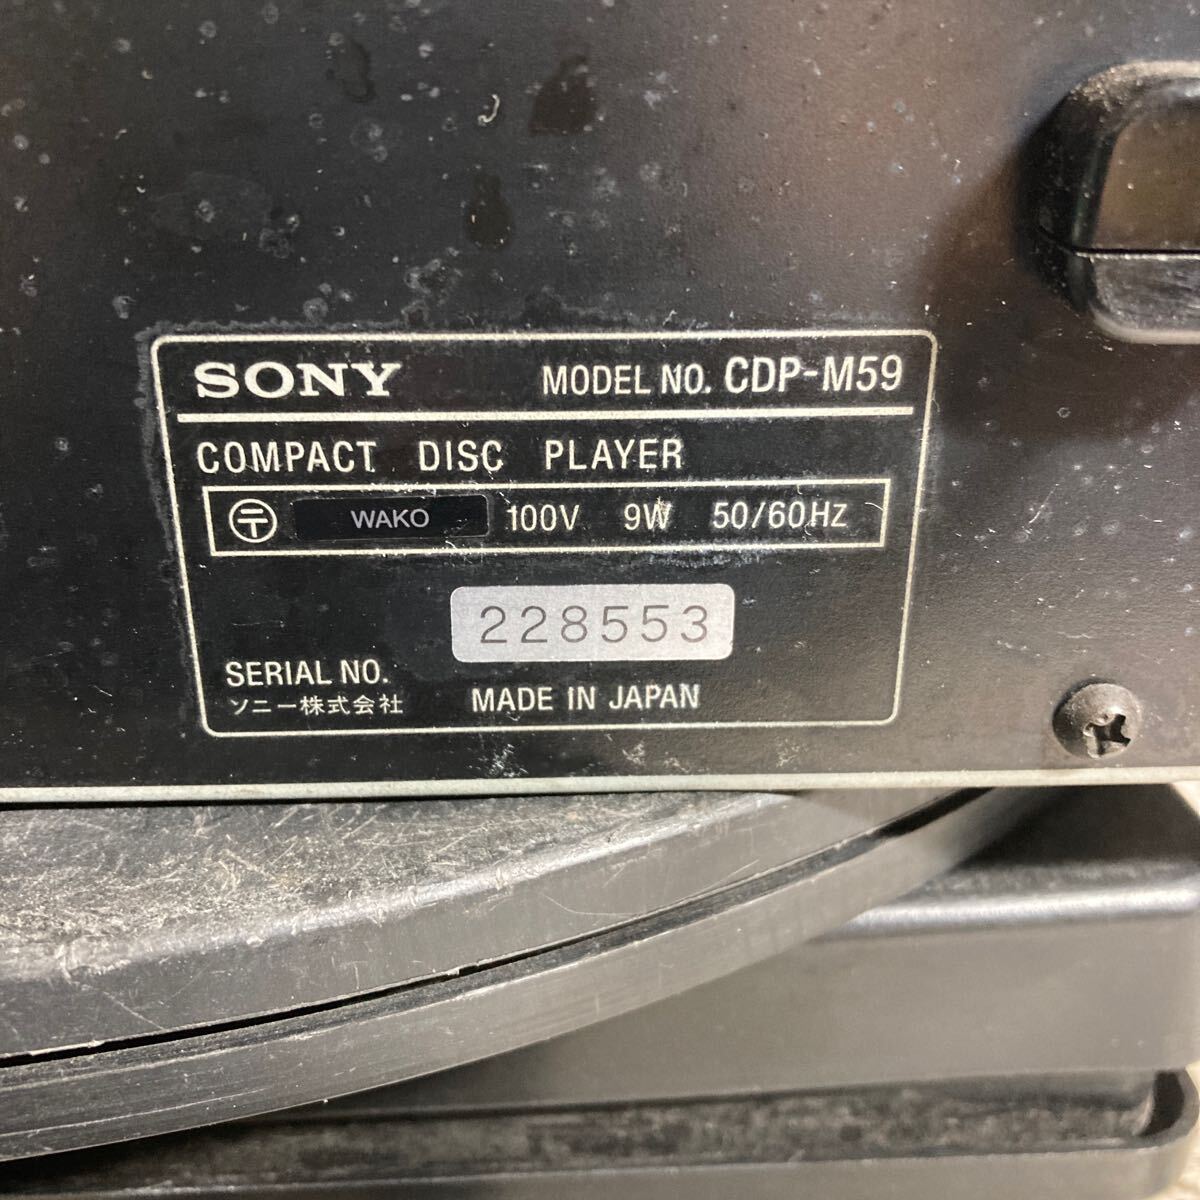 SONY MODEL NO. CDP-M59
COMPACT DISC PLAYER
〒 WAKO 100V 9W 50/60Hz
228553
SERIAL NO.
ソニー株式会社 MADE IN JAPAN